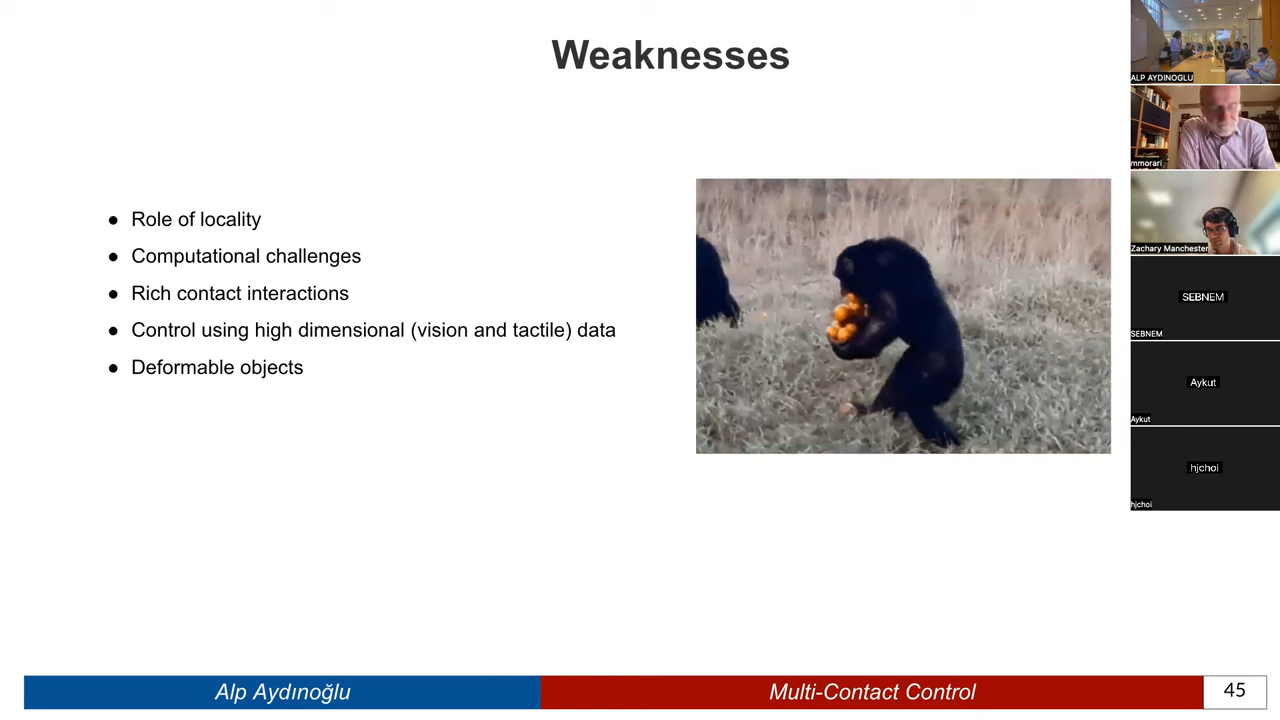 Weaknesses
● Role of locality
● Computational challenges
● Rich contact interactions
● Control using high dimensional (vision and tactile) data
● Deformable objects
ALP AYDINOGLU
mmorari
Zachary Manchester
SEBNEM
SEBNEM
Aykut
Aykut
hjchoi
hjchoi
Alp Aydınoğlu
Multi-Contact Control
45